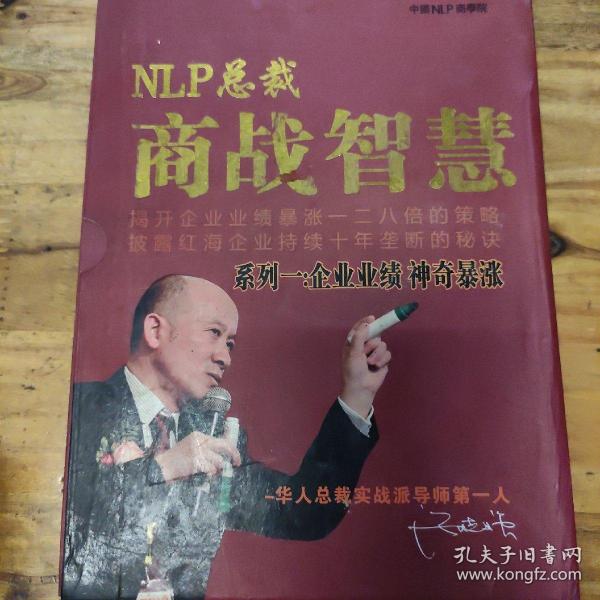 中國NLP商學院
NLP总裁
商战智慧
揭开企业业绩暴涨一二八倍的策略
披露红海企业持续十年垄断的秘诀
系列一:企业业绩 神奇暴涨
-华人总裁实战派导师第一人
孔夫子旧书网
www.kongfz.com